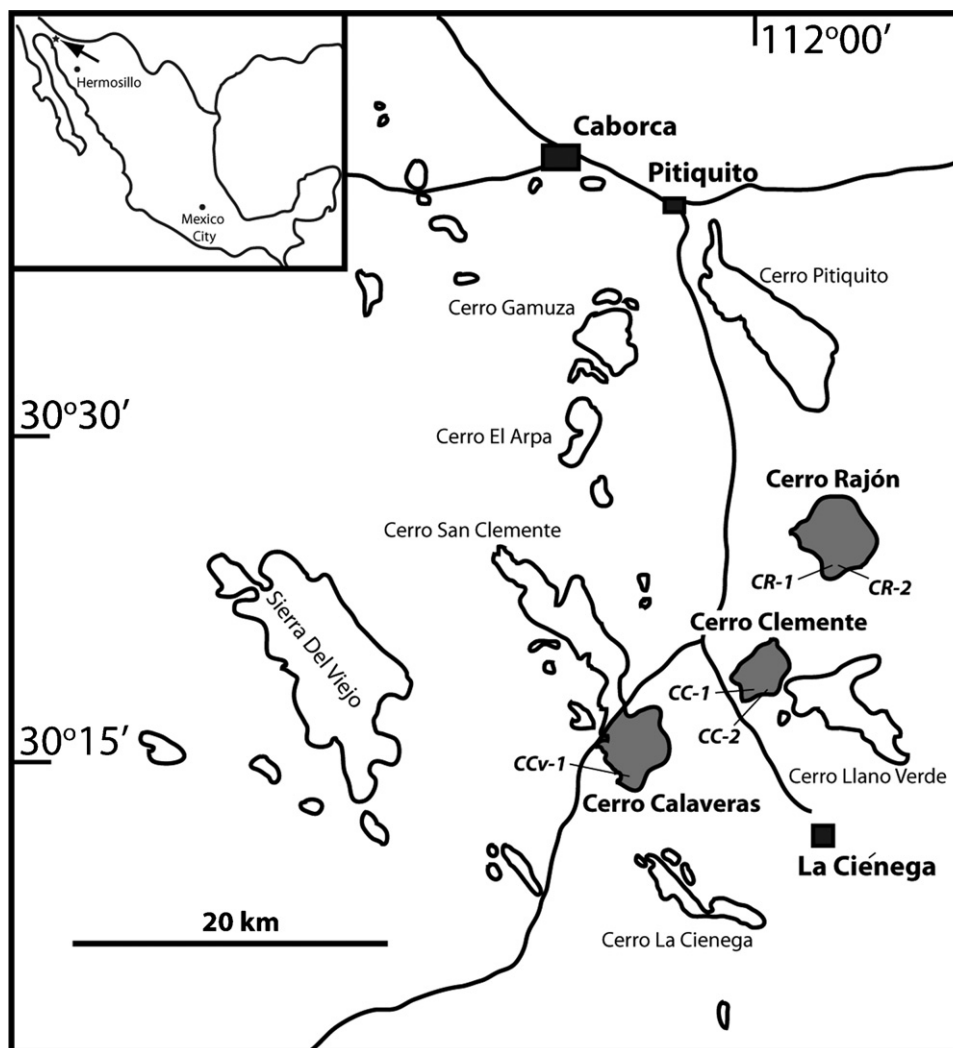 112°00′
Hermosillo
Mexico
City
Caborca
Pitiquito
Cerro Pitiquito
Cerro Gamuza
30°30′
Cerro El Arpa
Cerro Rajón
Cerro San Clemente
CR-1
CR-2
Sierra Del Viejo
Cerro Clemente
CC-1
CC-2
30°15′
CCv-1
Cerro Llano Verde
Cerro Calaveras
La Ciénega
20 km
Cerro La Cienega